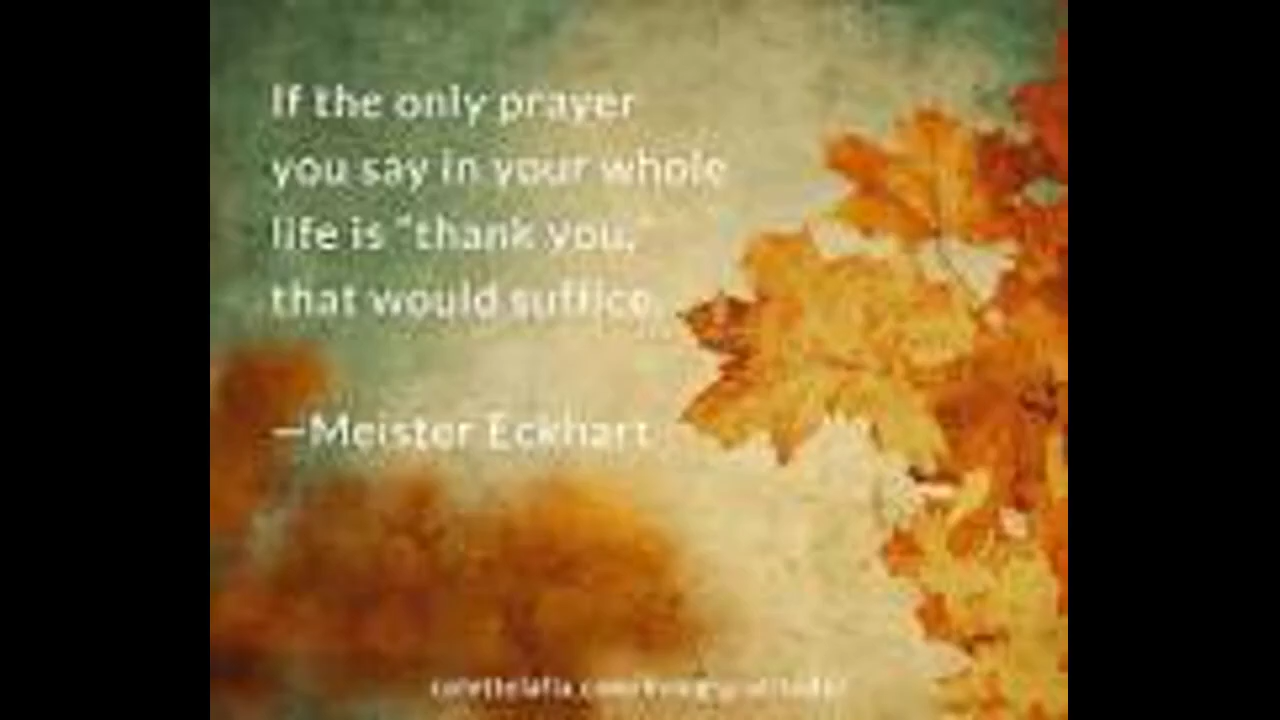 If the only prayer
you say in your whole
life is "thank you,"
that would suffice.
—Meister Eckhart